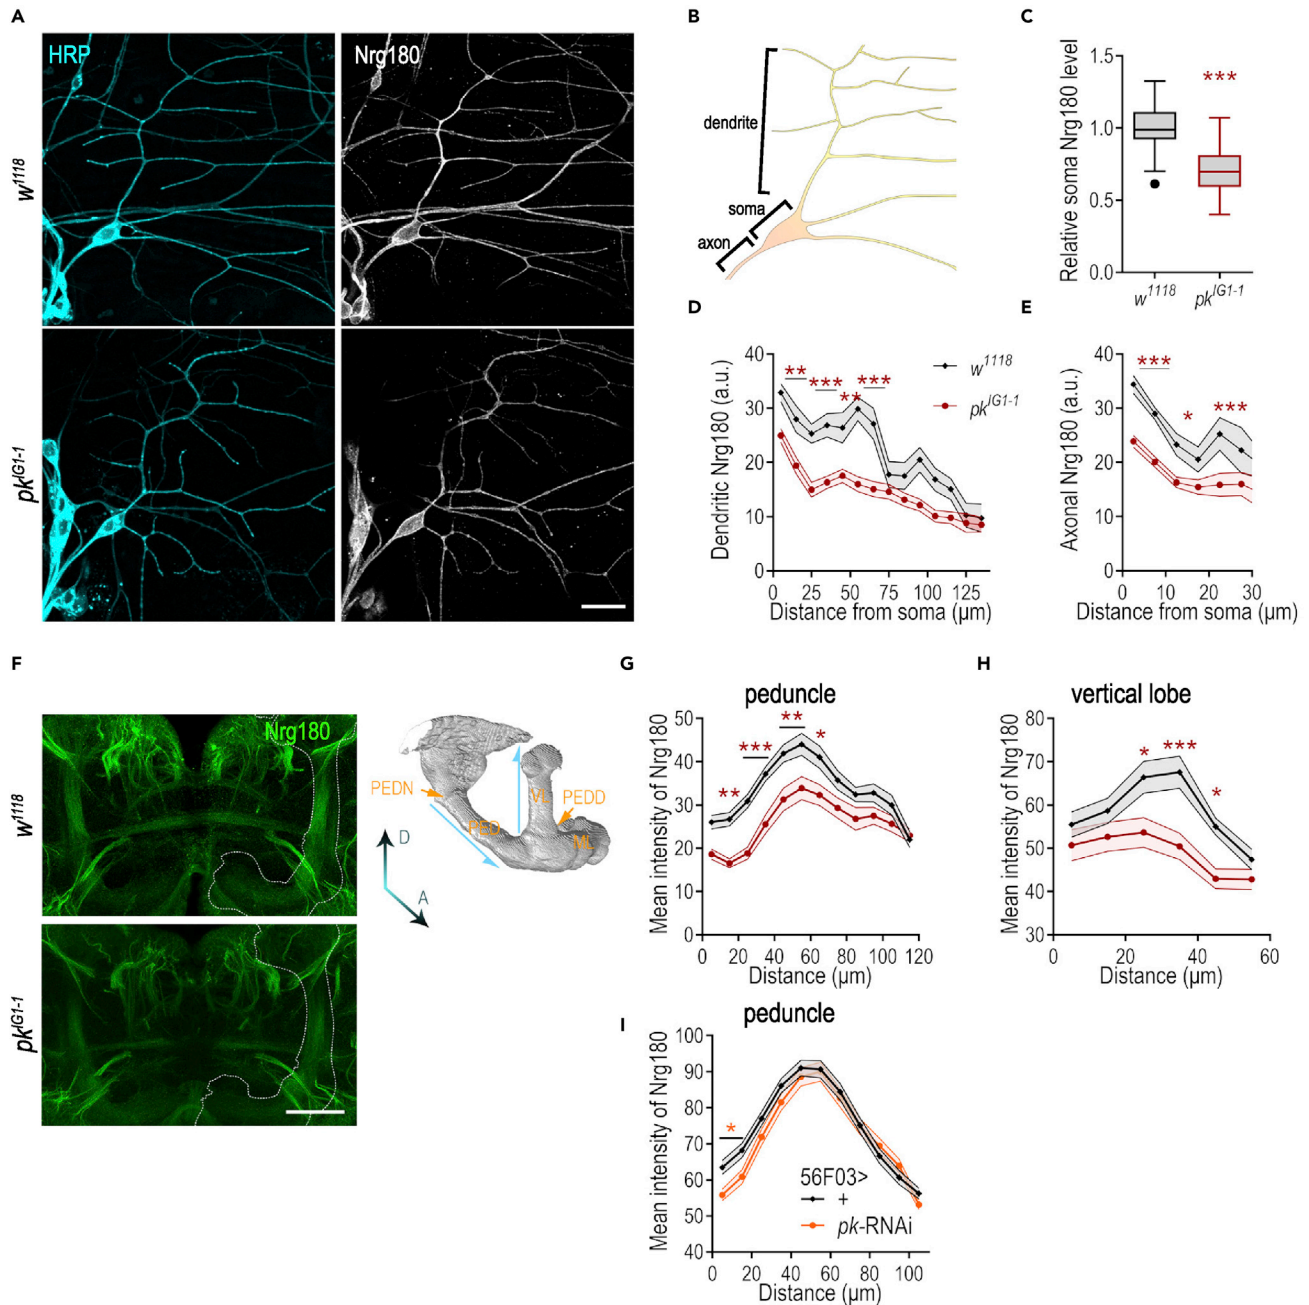 A
HRP
Nrg180
w1118
pkIG1-1
B
dendrite
soma
axon
C
Relative soma Nrg180 level
1.5
1.0
0.5
0.0
***
w1118
pkIG1-1
D
Dendritic Nrg180 (a.u.)
40
30
20
10
0
**
***
**
***
w1118
pkIG1-1
0 25 50 75 100 125
Distance from soma (µm)
E
Axonal Nrg180 (a.u.)
40
30
20
10
0
***
*
***
0 10 20 30
Distance from soma (µm)
F
Nrg180
w1118
pkIG1-1
PEDN
PED
VL
PEDD
ML
D
A
G
peduncle
Mean intensity of Nrg180
50
40
30
20
10
0
**
***
**
*
0 20 40 60 80 100 120
Distance (µm)
H
vertical lobe
Mean intensity of Nrg180
80
70
60
50
40
30
*
***
*
0 20 40 60
Distance (µm)
I
peduncle
Mean intensity of Nrg180
100
90
80
70
60
50
40
*
56F03>
+
pk-RNAi
0 20 40 60 80 100
Distance (µm)